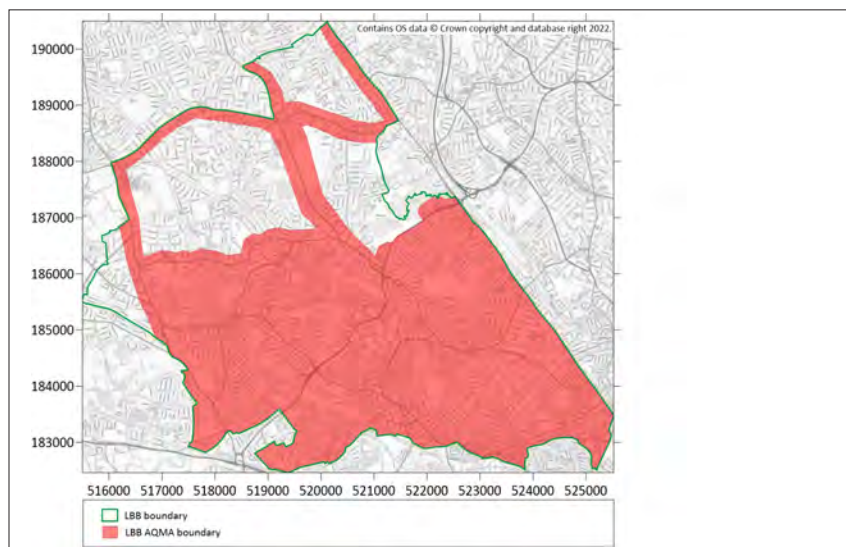 Contains OS data © Crown copyright and database right 2022.
190000
189000
188000
187000
186000
185000
184000
183000
516000 517000 518000 519000 520000 521000 522000 523000 524000 525000
LBB boundary
LBB AQMA boundary